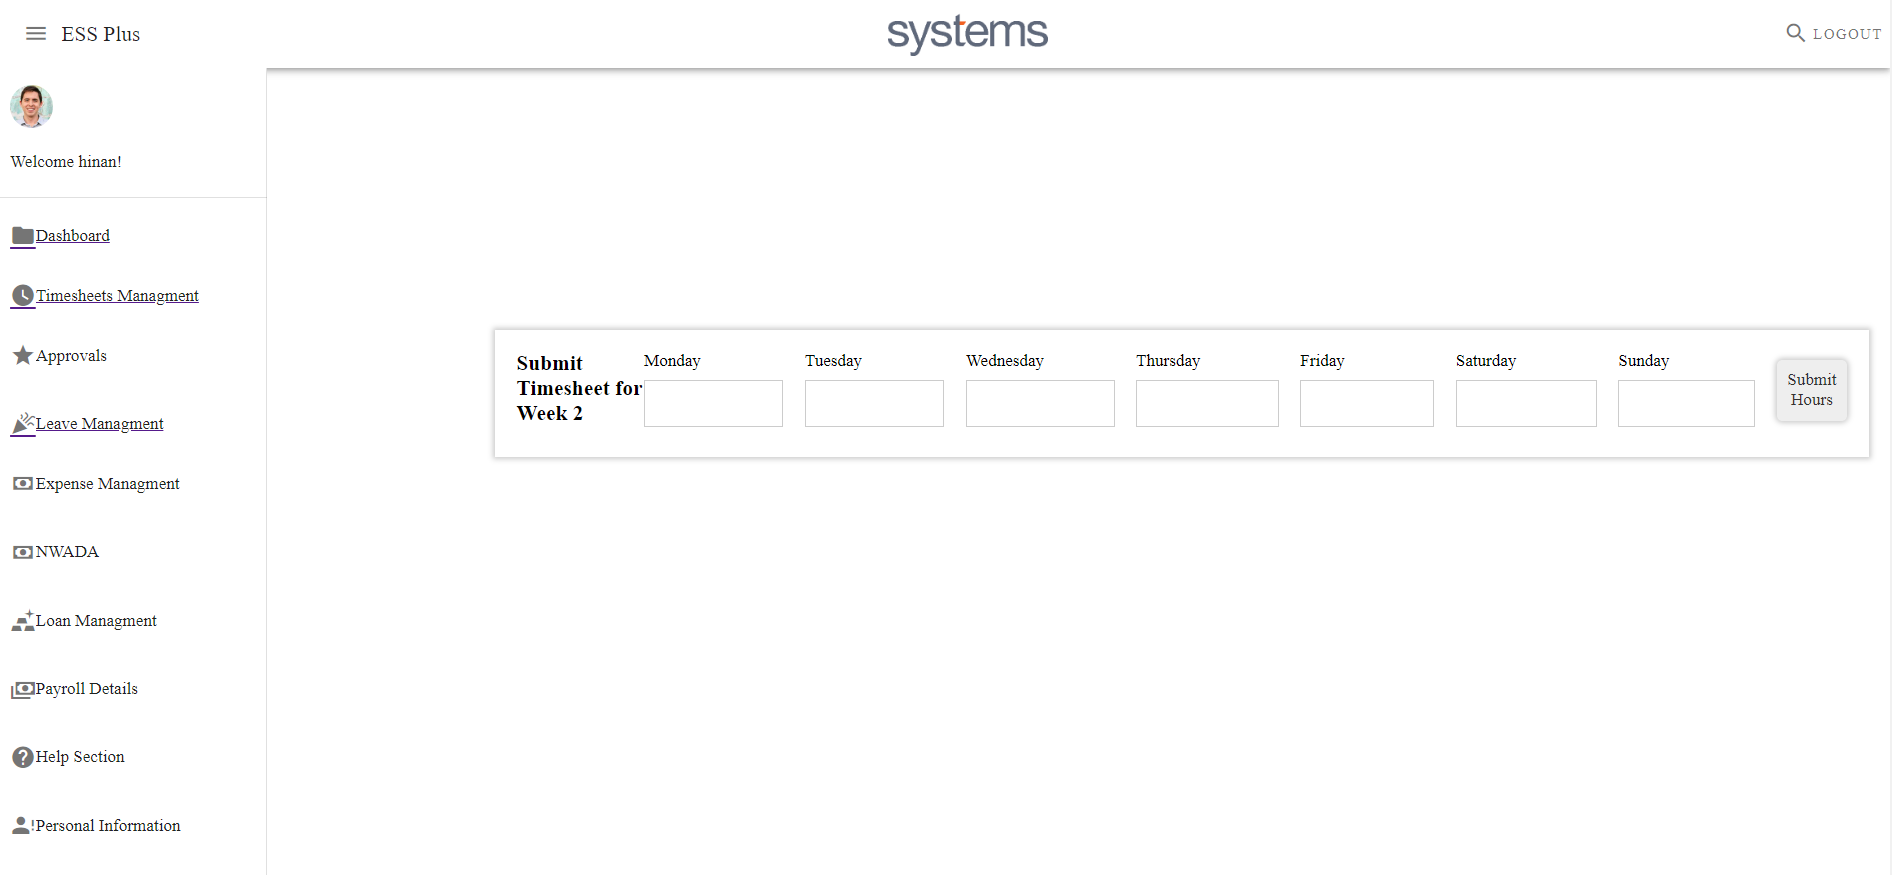 ESS Plus
systems
LOGOUT
Welcome hinan!
Dashboard
Timesheets Managment
Approvals
Leave Managment
Expense Managment
NWADA
Loan Managment
Payroll Details
Help Section
Personal Information
Submit
Timesheet for
Week 2
Monday
Tuesday
Wednesday
Thursday
Friday
Saturday
Sunday
Submit
Hours